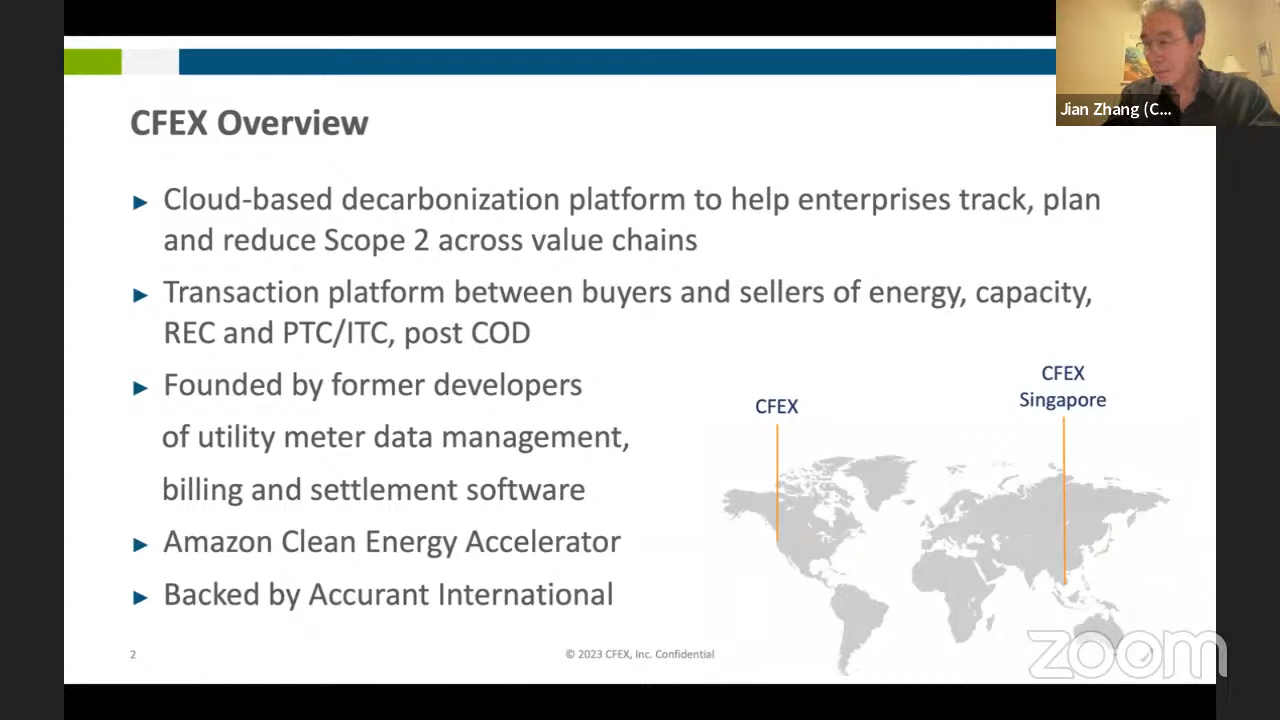 Jian Zhang (C...
CFEX Overview
► Cloud-based decarbonization platform to help enterprises track, plan
and reduce Scope 2 across value chains
► Transaction platform between buyers and sellers of energy, capacity,
REC and PTC/ITC, post COD
► Founded by former developers
of utility meter data management,
billing and settlement software
► Amazon Clean Energy Accelerator
► Backed by Accurant International
CFEX
CFEX
Singapore
2
© 2023 CFEX, Inc. Confidential
zoom